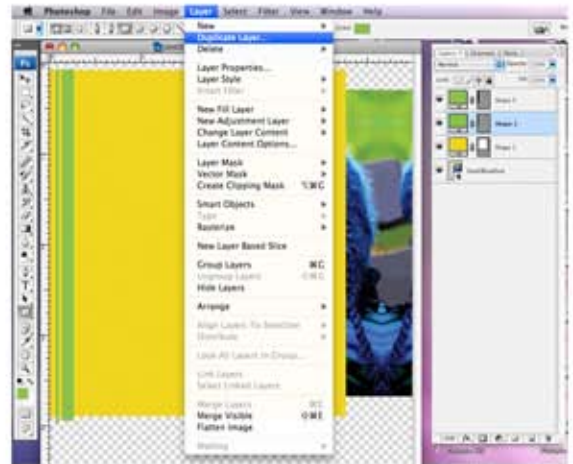 Photoshop File Edit Image Layer Select Filter View Window Help
New
Duplicate Layer...
Delete
Layer Properties...
Layer Style
Smart Filter
New Fill Layer
New Adjustment Layer
Change Layer Content
Layer Content Options...
Layer Mask
Vector Mask
Create Clipping Mask ⌥⌘G
Smart Objects
Type
Rasterize
New Layer Based Slice
Group Layers ⌘G
Ungroup Layers ⇧⌘G
Hide Layers
Arrange
Align Layers To Selection
Distribute
Lock All Layers in Group...
Link Layers
Select Linked Layers
Merge Layers ⌘E
Merge Visible ⇧⌘E
Flatten Image
Matting
Ps
T
Layers
Normal
Shape 2
Shape 1